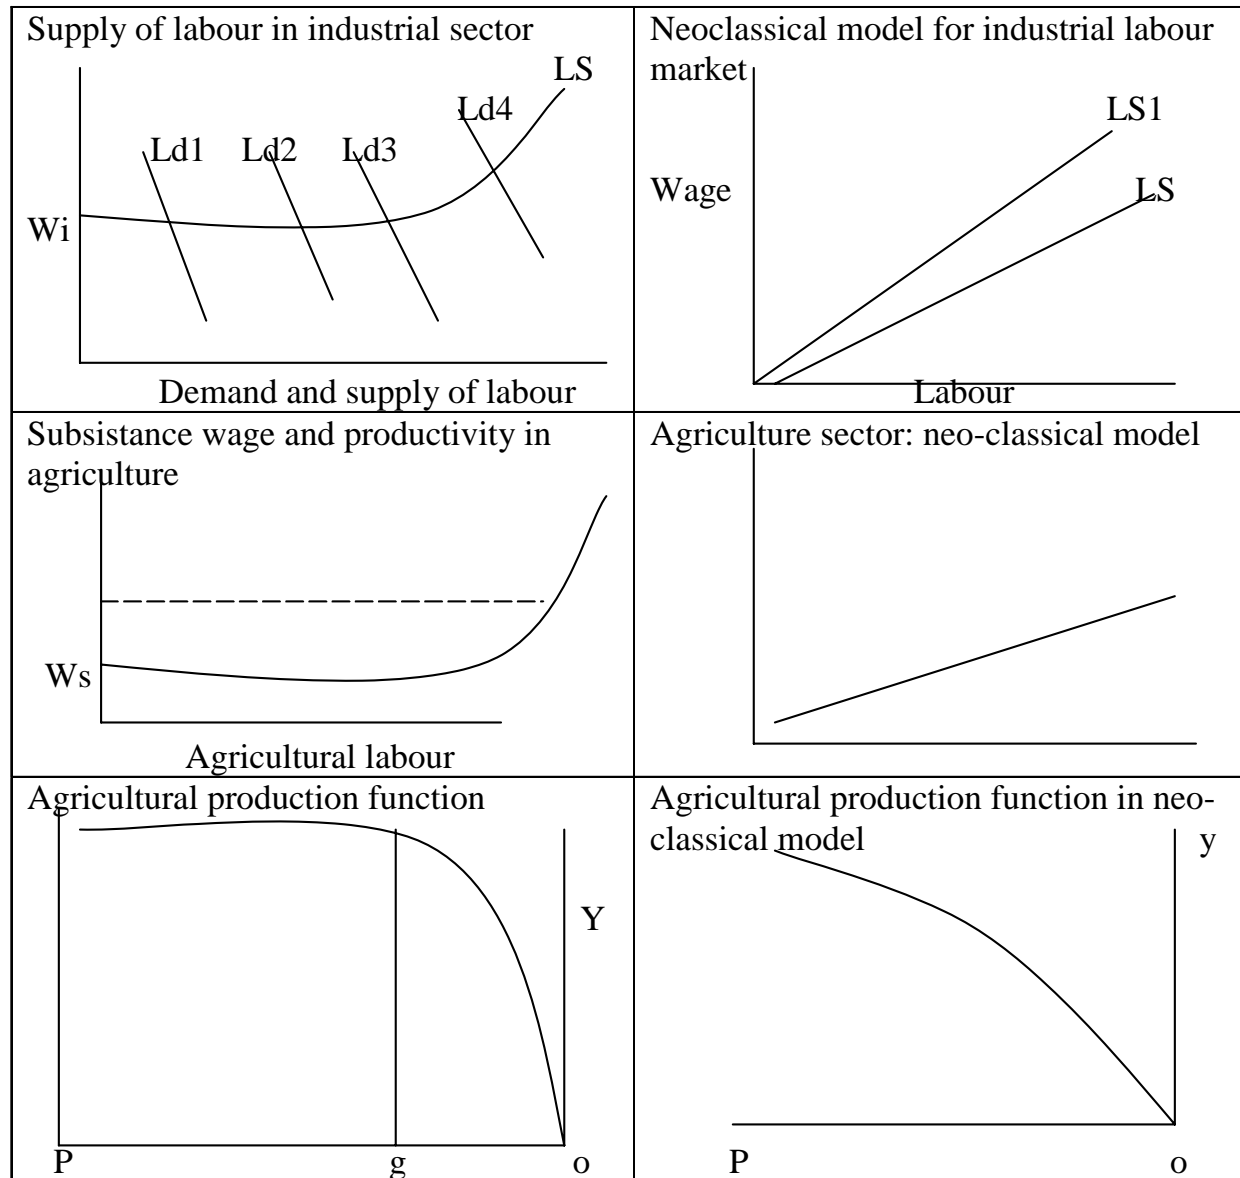 Supply of labour in industrial sector
LS
Ld4
Ld1 Ld2 Ld3
Wi
Demand and supply of labour
Neoclassical model for industrial labour
market
LS1
Wage
LS
Labour
Subsistance wage and productivity in
agriculture
Ws
Agricultural labour
Agriculture sector: neo-classical model
Agricultural production function
Y
P g o
Agricultural production function in neo-
classical model
y
P o